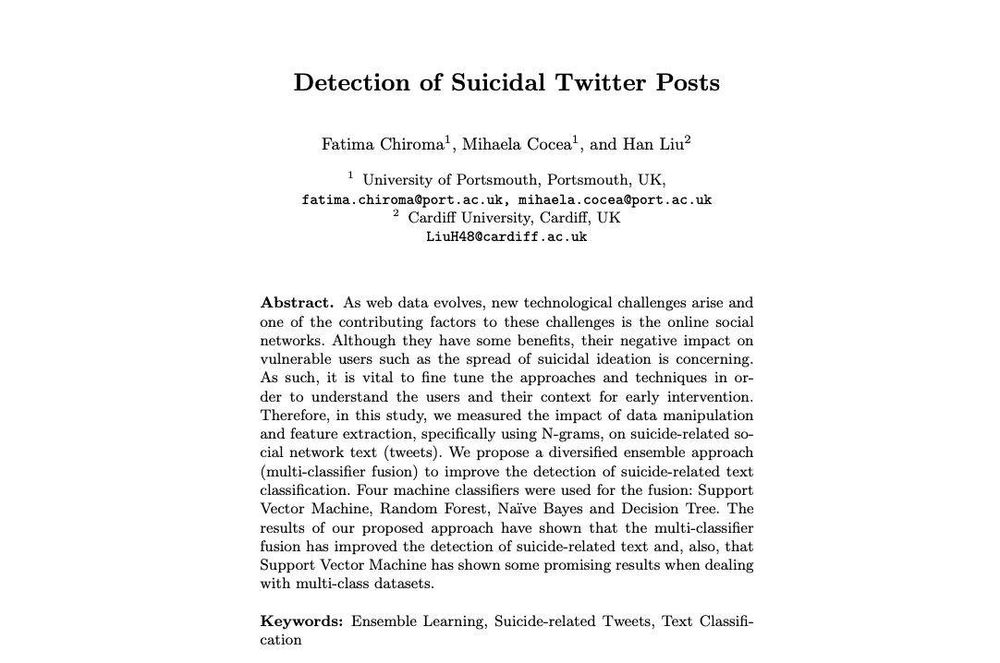 Detection of Suicidal Twitter Posts
Fatima Chiroma1, Mihaela Cocea1, and Han Liu2
1 University of Portsmouth, Portsmouth, UK,
fatima.chiroma@port.ac.uk, mihaela.cocea@port.ac.uk
2 Cardiff University, Cardiff, UK
LiuH48@cardiff.ac.uk
Abstract. As web data evolves, new technological challenges arise and
one of the contributing factors to these challenges is the online social
networks. Although they have some benefits, their negative impact on
vulnerable users such as the spread of suicidal ideation is concerning.
As such, it is vital to fine tune the approaches and techniques in or-
der to understand the users and their context for early intervention.
Therefore, in this study, we measured the impact of data manipulation
and feature extraction, specifically using N-grams, on suicide-related so-
cial network text (tweets). We propose a diversified ensemble approach
(multi-classifier fusion) to improve the detection of suicide-related text
classification. Four machine classifiers were used for the fusion: Support
Vector Machine, Random Forest, Naïve Bayes and Decision Tree. The
results of our proposed approach have shown that the multi-classifier
fusion has improved the detection of suicide-related text and, also, that
Support Vector Machine has shown some promising results when dealing
with multi-class datasets.
Keywords: Ensemble Learning, Suicide-related Tweets, Text Classifi-
cation